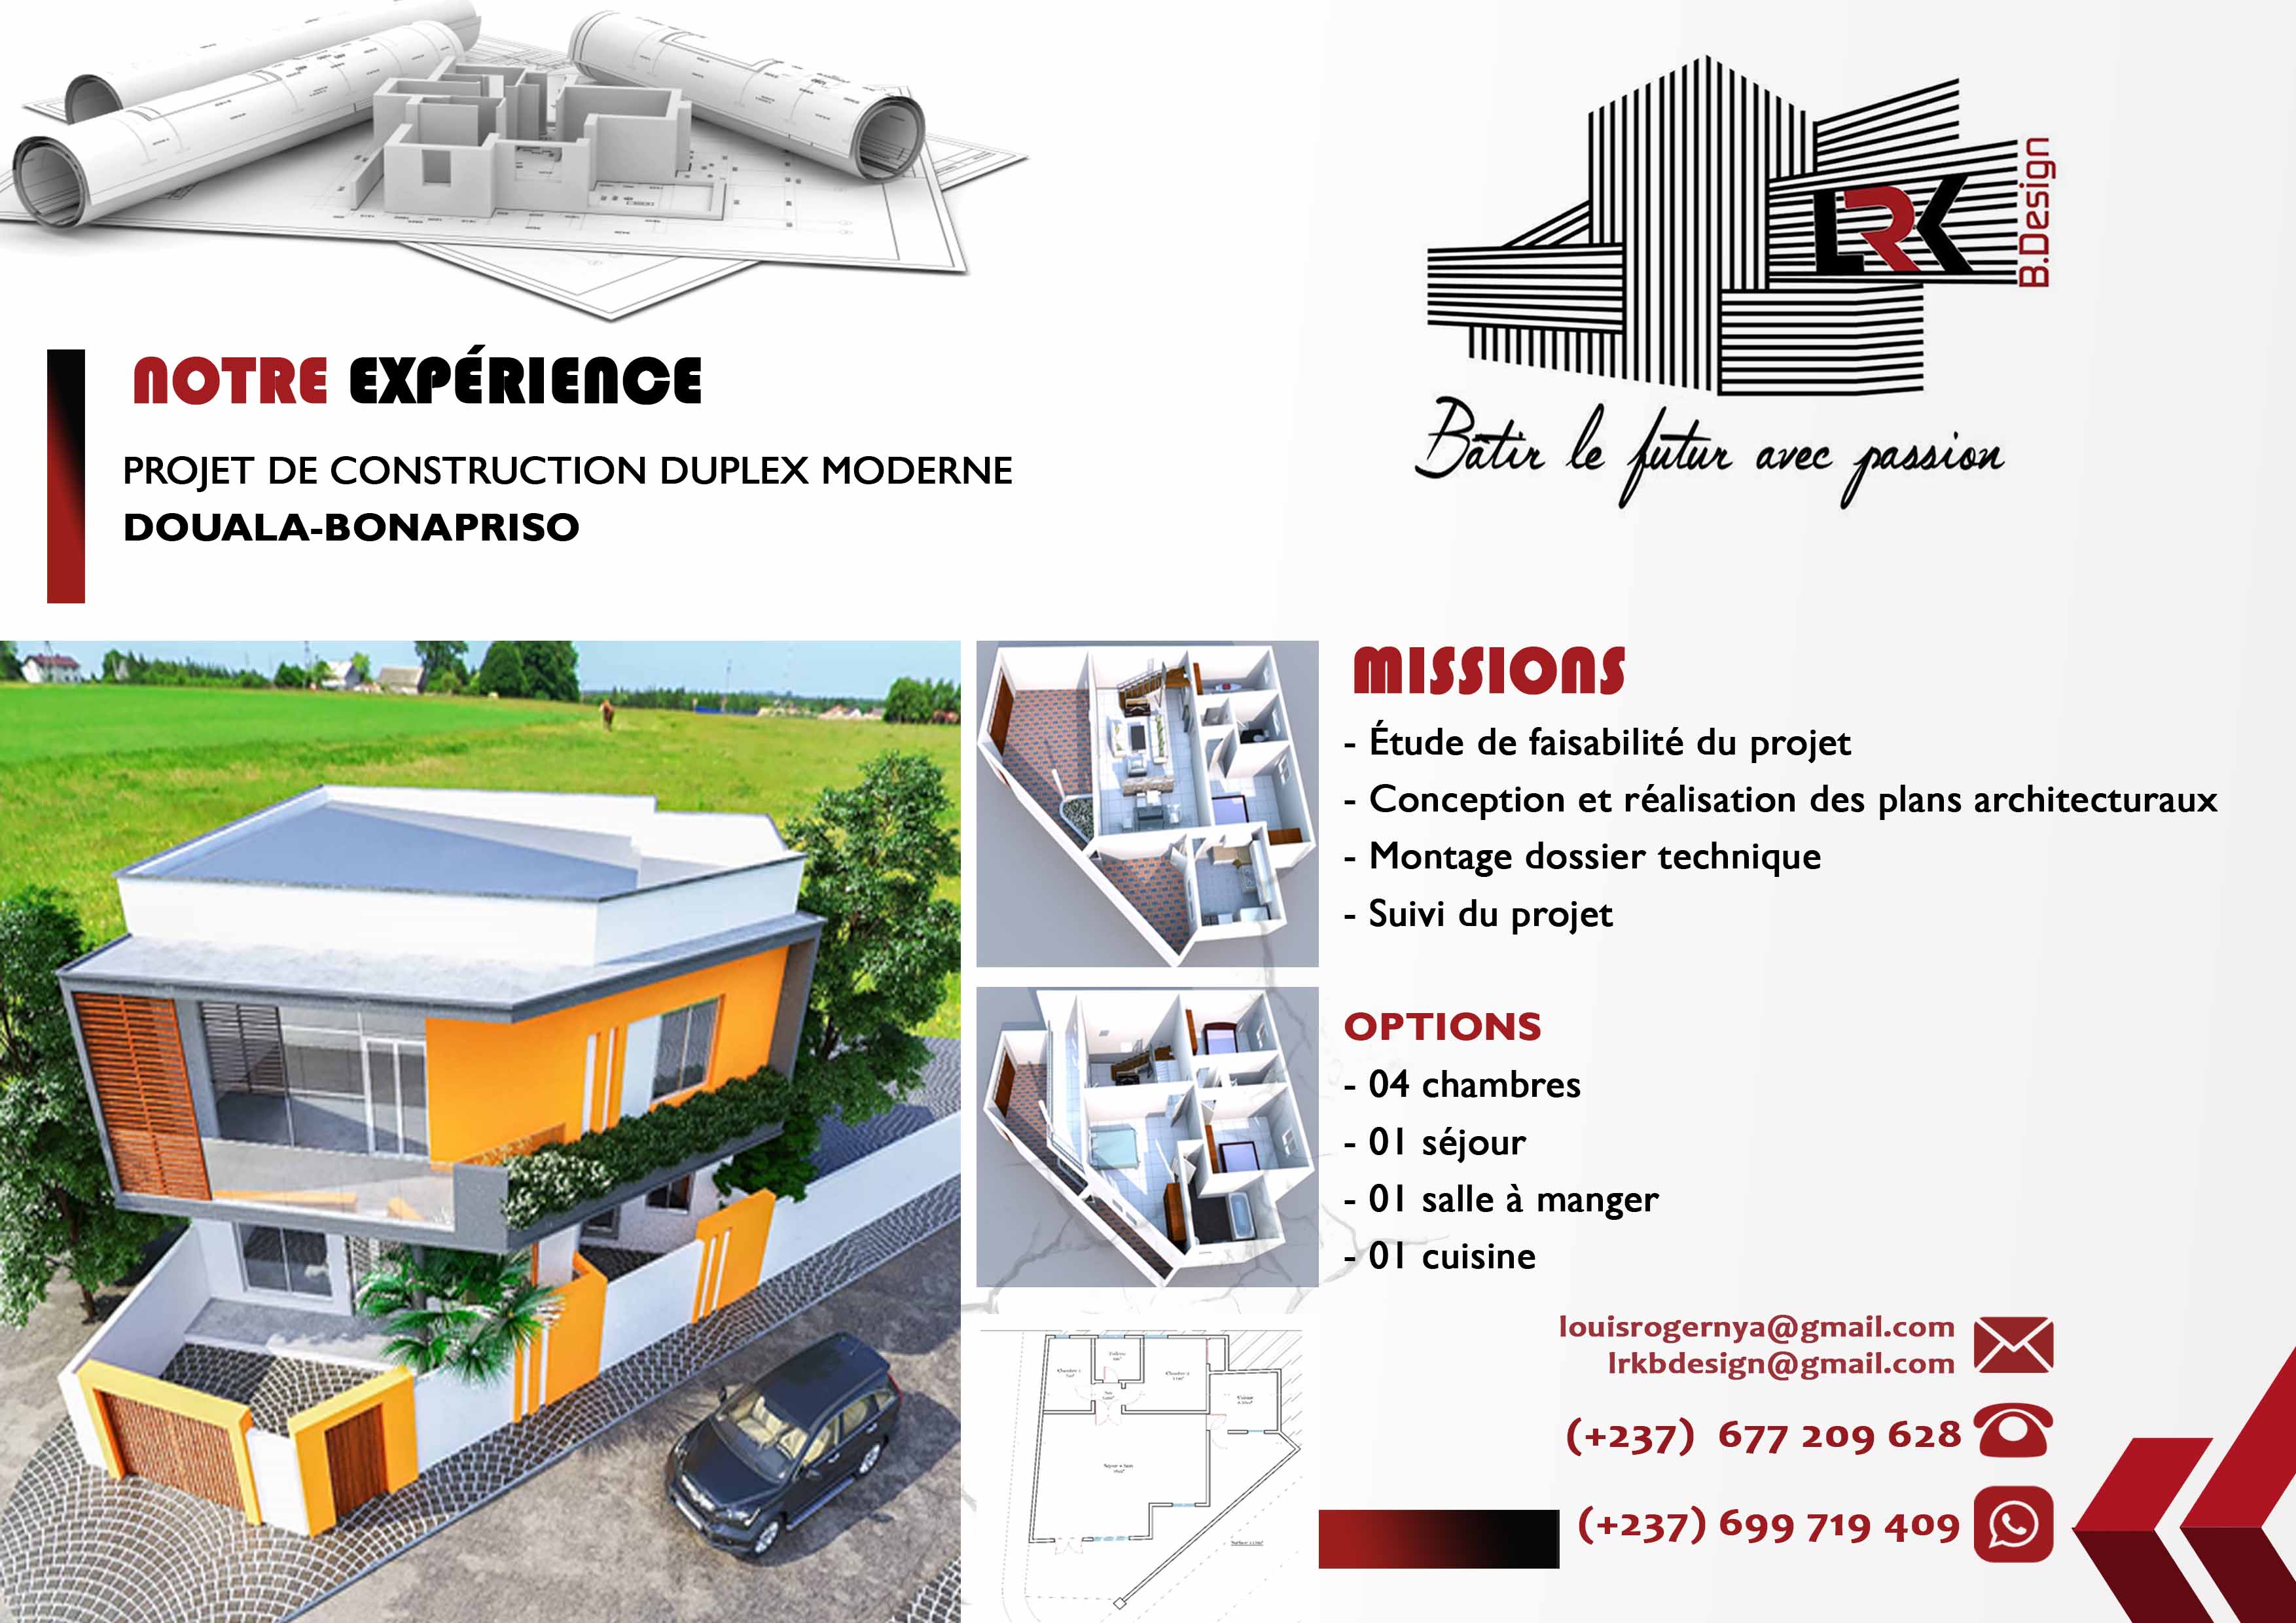 LRK
B.Design
Bâtir le futur avec passion
NOTRE EXPÉRIENCE
PROJET DE CONSTRUCTION DUPLEX MODERNE
DOUALA-BONAPRISO
MISSIONS
- Étude de faisabilité du projet
- Conception et réalisation des plans architecturaux
- Montage dossier technique
- Suivi du projet
OPTIONS
- 04 chambres
- 01 séjour
- 01 salle à manger
- 01 cuisine
louisrogernya@gmail.com
lrkbdesign@gmail.com
(+237) 677 209 628
(+237) 699 719 409